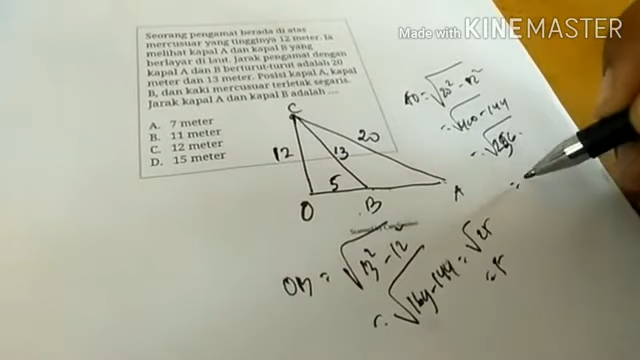 Made With
KINEMASTER
Seorang pengamat berada di atas
mercusuar yang tingginya 12 meter. Ia
melihat kapal A dan kapal B yang
berlayar di laut. Jarak pengamat dengan
kapal A dan B berturut-turut adalah 20
meter dan 13 meter. Posisi kapal A, kapal
B, dan kaki mercusuar terletak segaris.
Jarak kapal A dan kapal B adalah ....
A. 7 meter
B. 11 meter
C. 12 meter
D. 15 meter
C
12
13
20
5
O
B
A
AO = √20² - 12²
= √400 - 144
= √256
=
OB = √13² - 12²
= √169 - 144 = √25
= 5